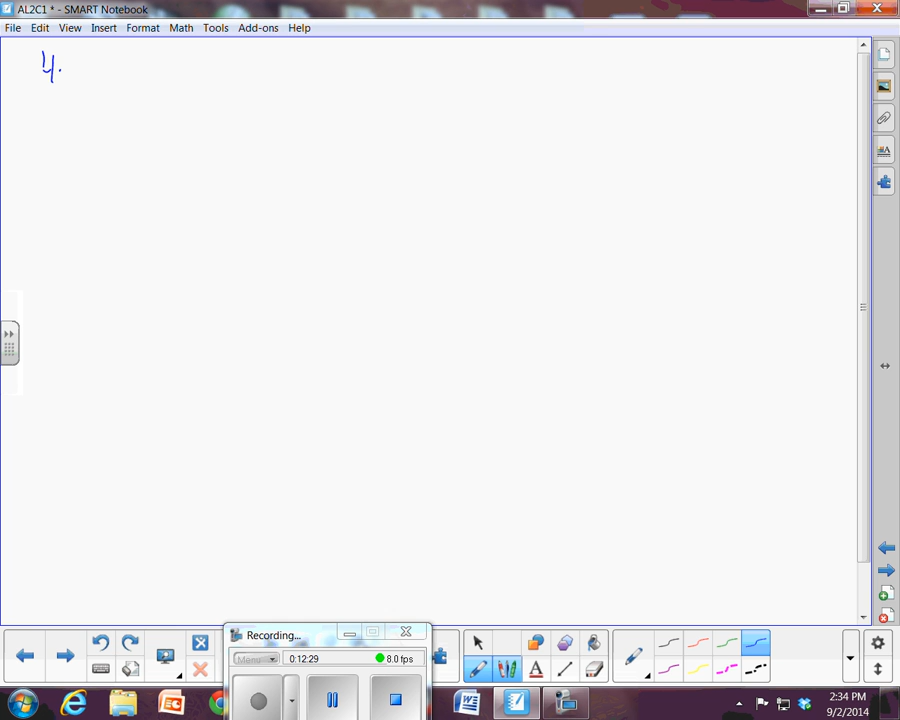 AL2C1 * - SMART Notebook
File Edit View Insert Format Math Tools Add-ons Help
4.
Recording...
Menu 0:12:29 8.0 fps
2:34 PM
9/2/2014